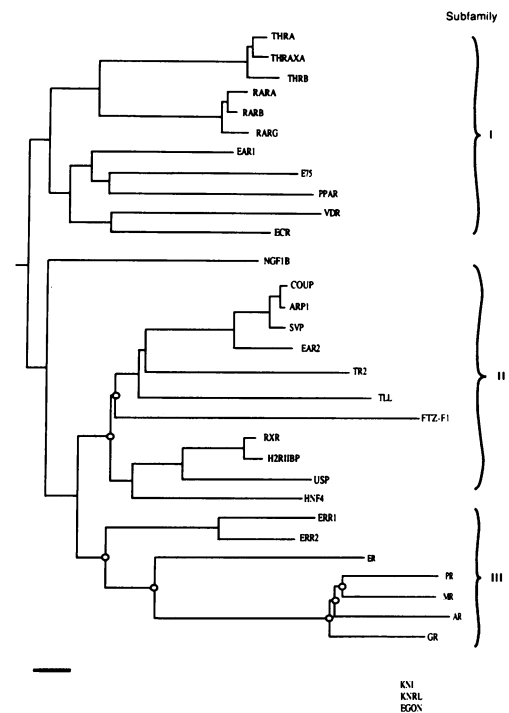 Subfamily
THRA
THRAXA
THRB
RARA
RARB
RARG
I
EAR1
E75
PPAR
VDR
ECR
NGF1B
COUP
ARP1
SVP
EAR2
TR2
II
TLL
FTZ-F1
RXR
H2RIIBP
USP
HNF4
ERR1
ERR2
ER
PR
III
MR
AR
GR
KNI
KNRL
EGON